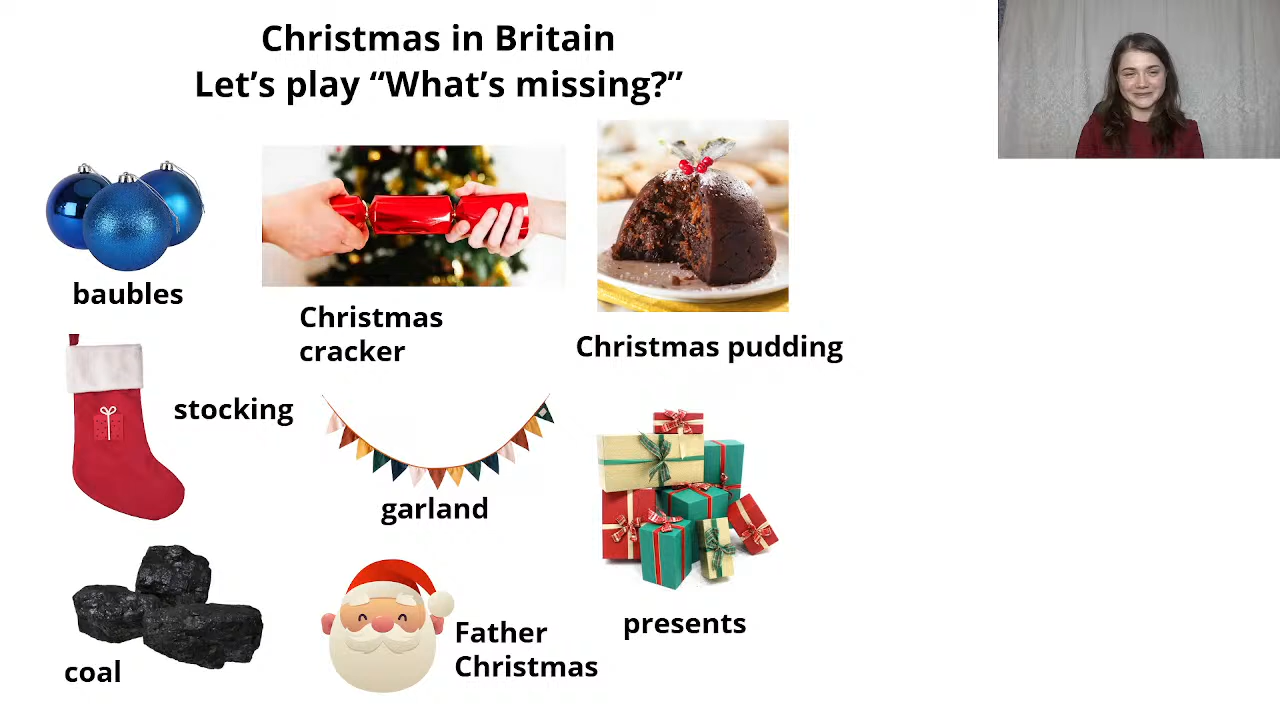 Christmas in Britain
Let's play “What's missing?”
baubles
Christmas
cracker
Christmas pudding
stocking
garland
presents
coal
Father
Christmas